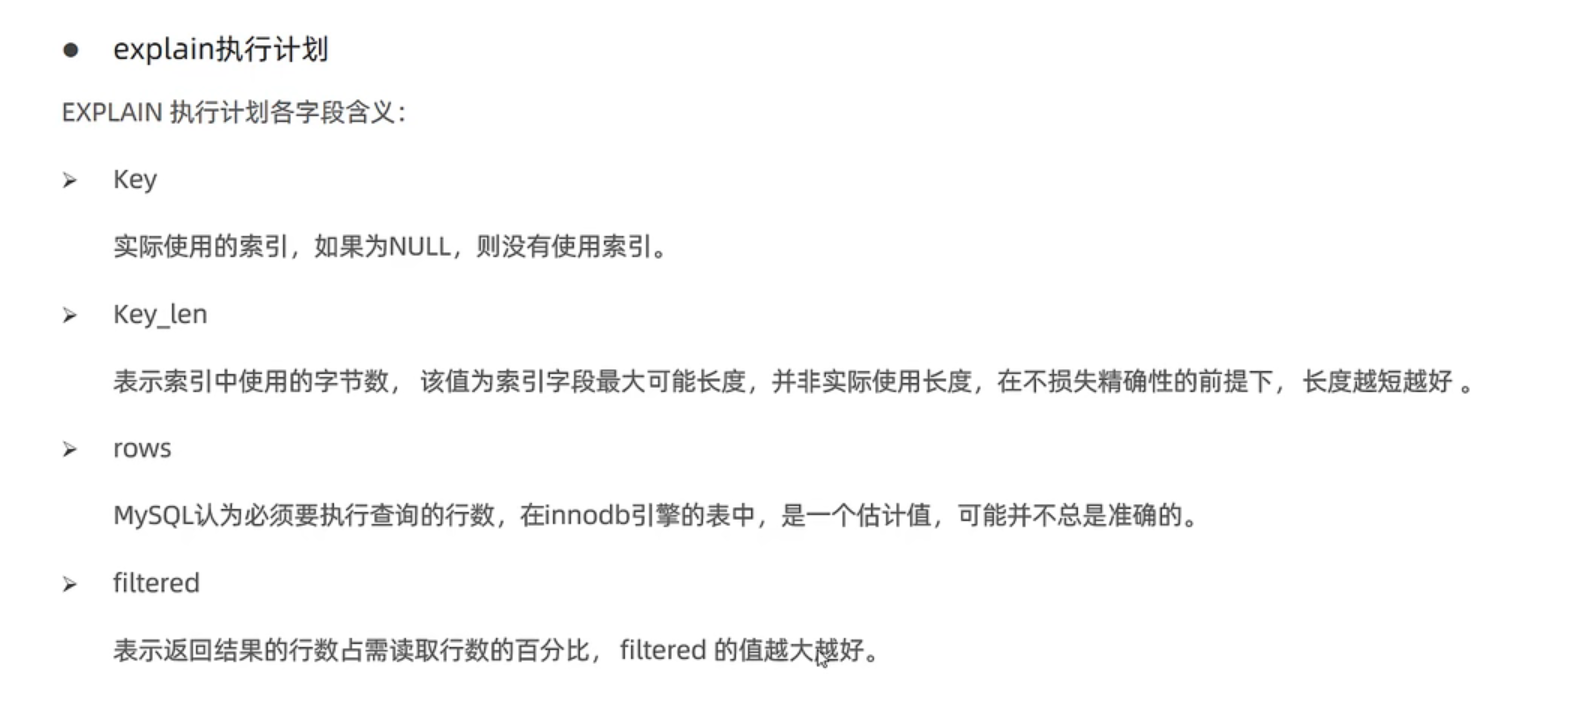 ● explain执行计划
EXPLAIN 执行计划各字段含义：
➢ Key
实际使用的索引，如果为NULL，则没有使用索引。
➢ Key_len
表示索引中使用的字节数， 该值为索引字段最大可能长度，并非实际使用长度，在不损失精确性的前提下， 长度越短越好 。
➢ rows
MySQL认为必须要执行查询的行数，在innodb引擎的表中，是一个估计值，可能并不总是准确的。
➢ filtered
表示返回结果的行数占需读取行数的百分比， filtered 的值越大越好。